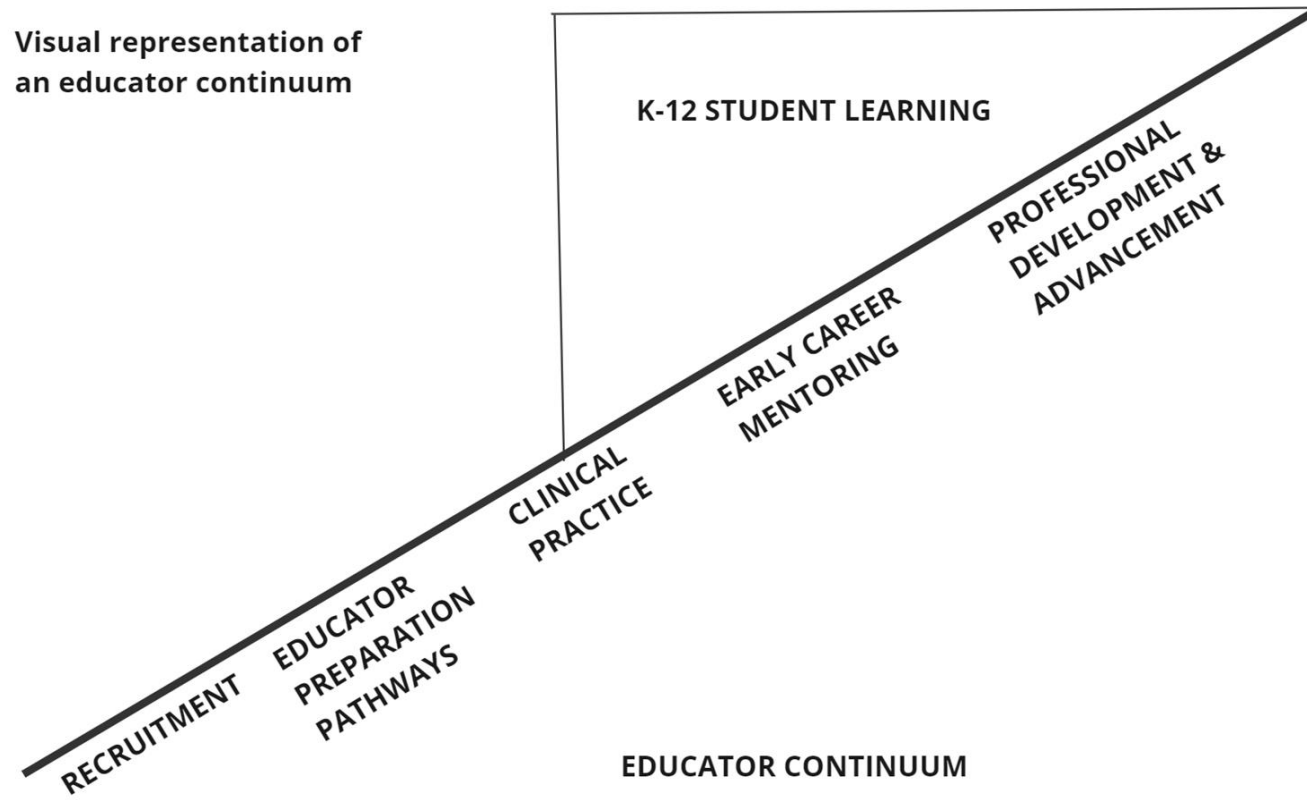 Visual representation of
an educator continuum
K-12 STUDENT LEARNING
PROFESSIONAL
DEVELOPMENT &
ADVANCEMENT
EARLY CAREER
MENTORING
CLINICAL
PRACTICE
EDUCATOR
PREPARATION
PATHWAYS
RECRUITMENT
EDUCATOR CONTINUUM